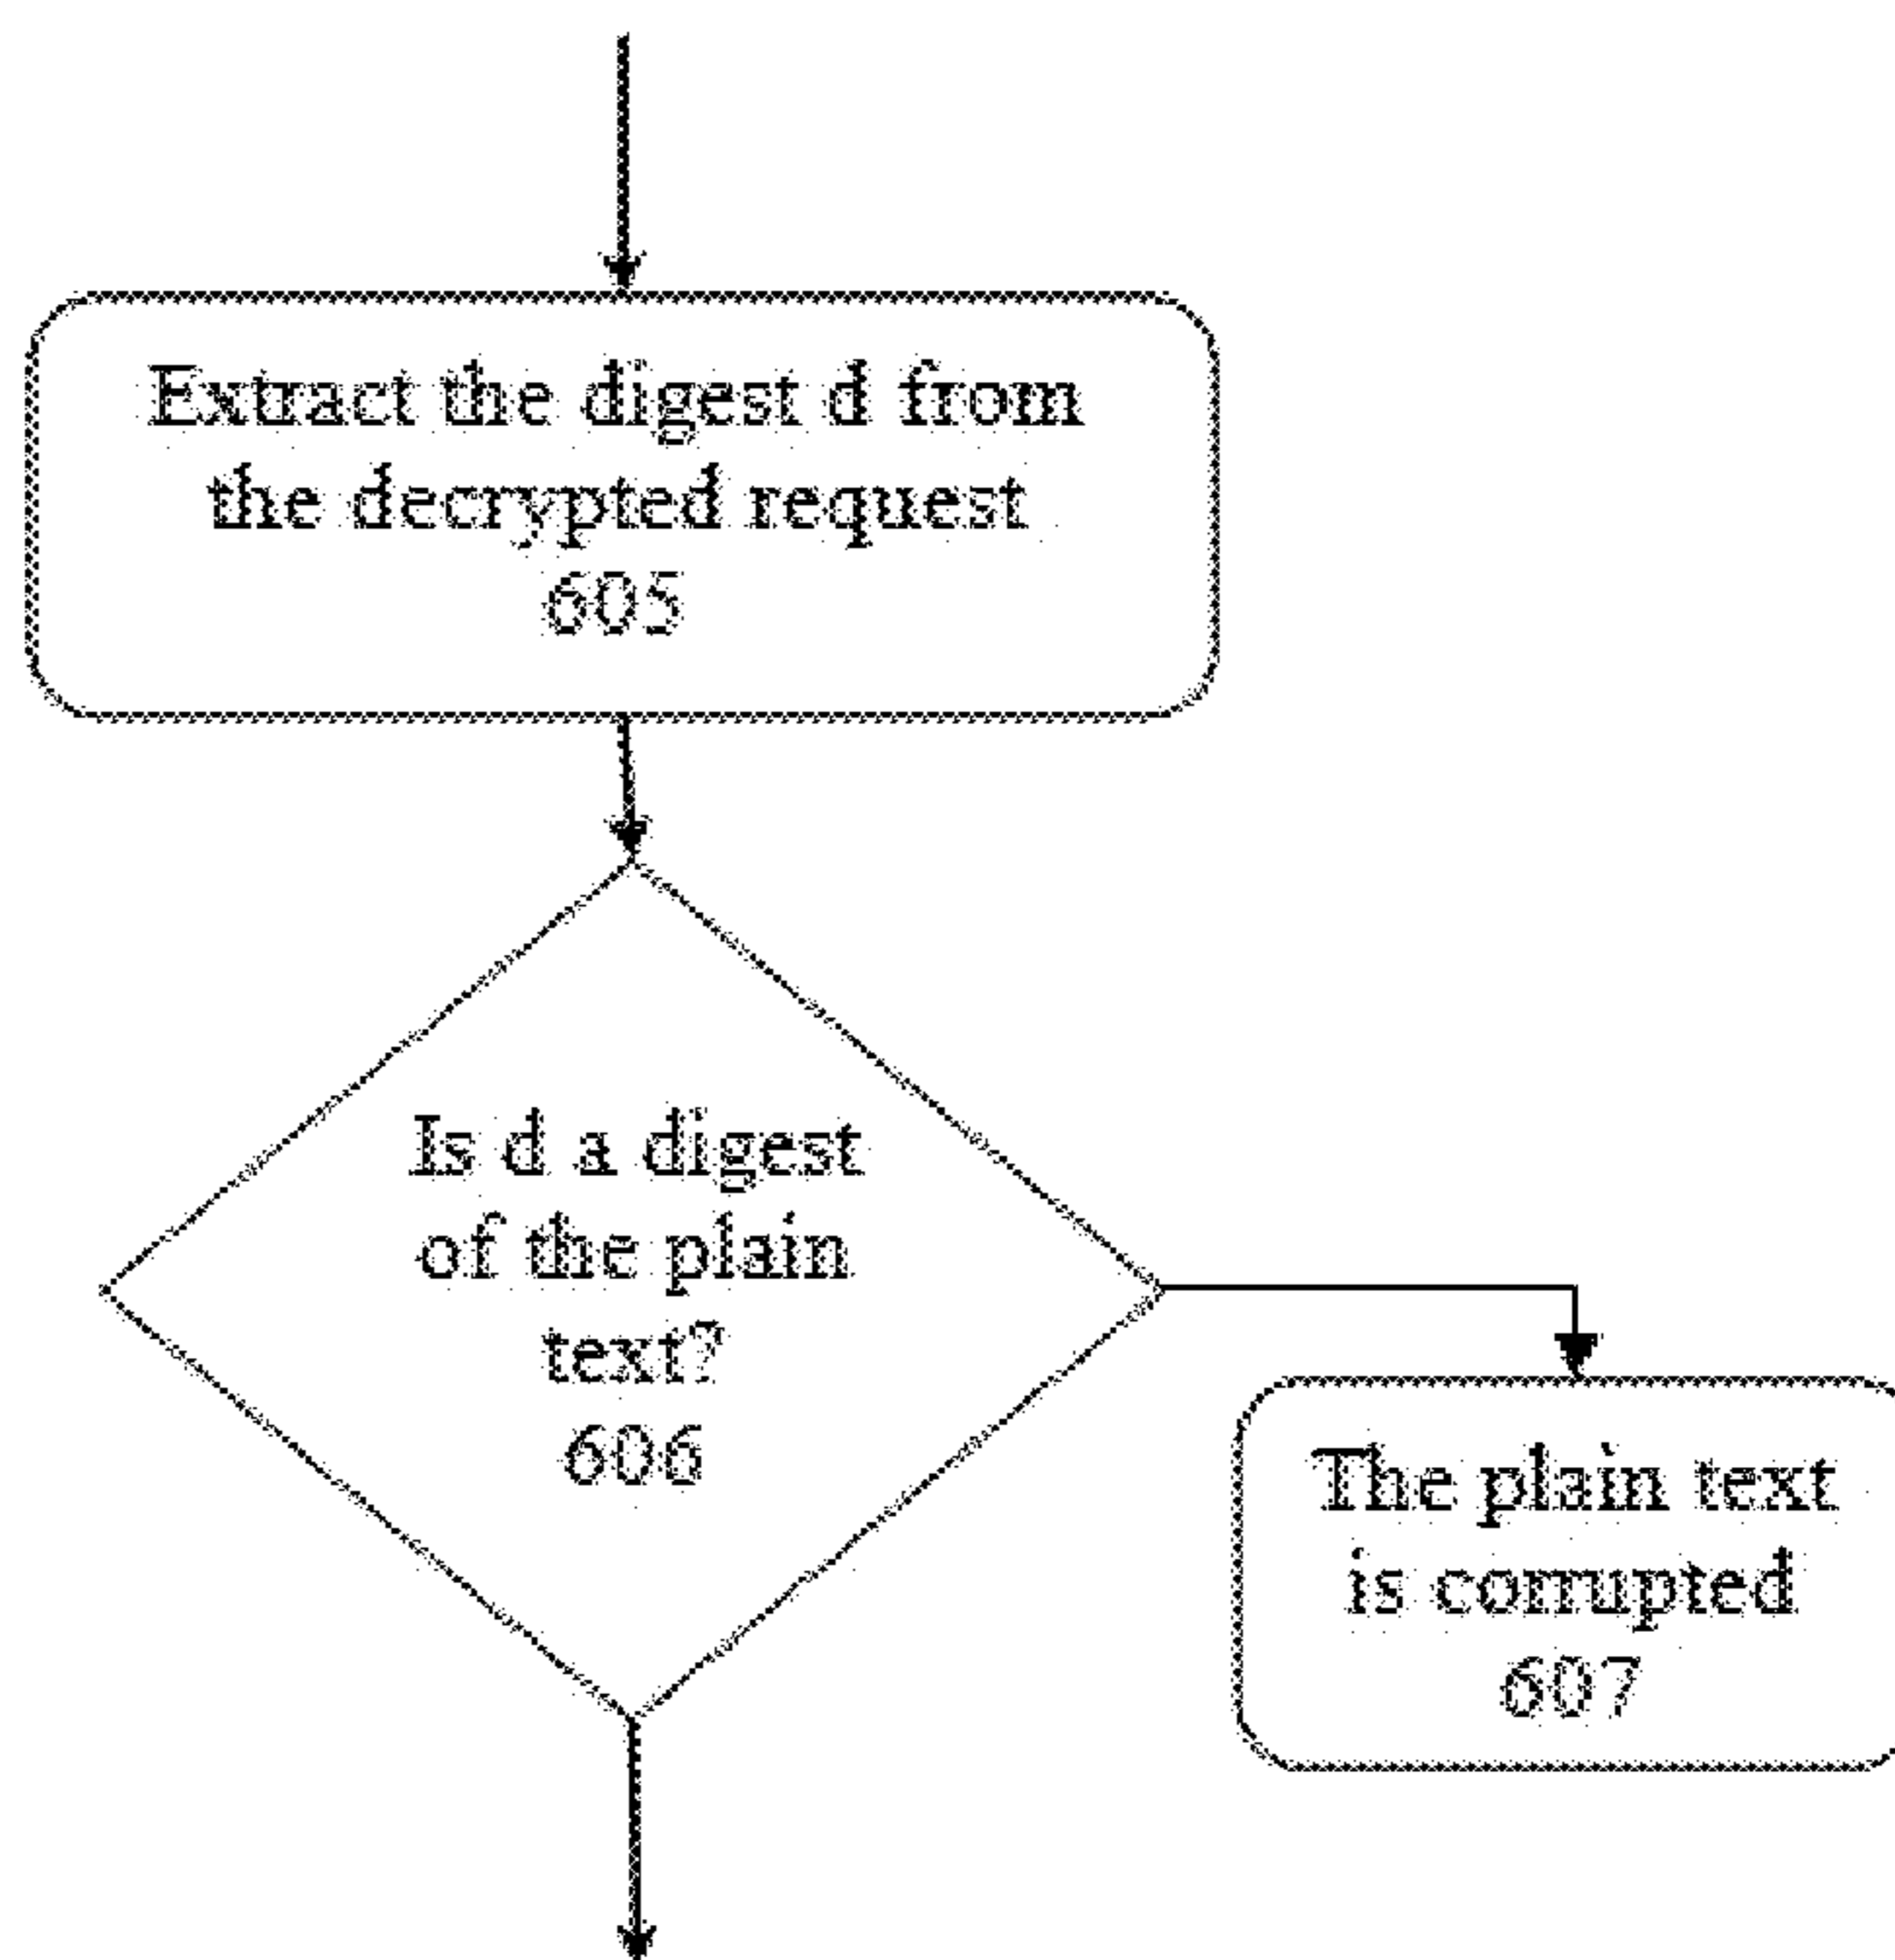 Extract the digest d from
the decrypted request
605
Is d a digest
of the plain
text?
606
The plain text
is corrupted
607